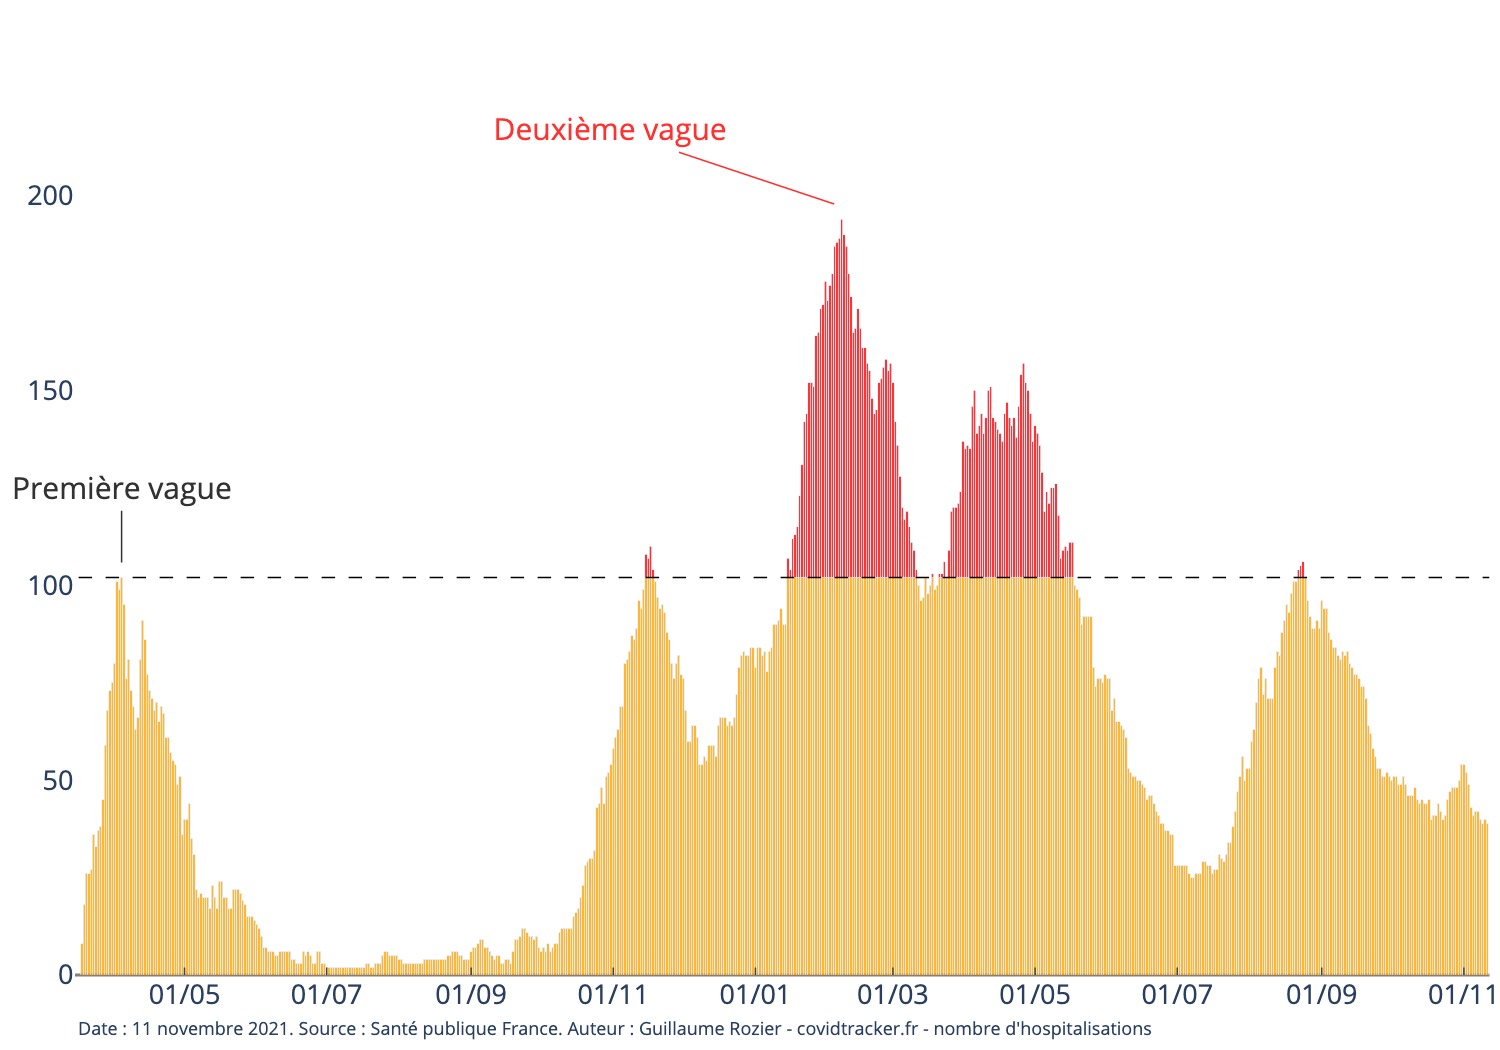 Deuxième vague
200
150
Première vague
100
50
0
01/05 01/07 01/09 01/11 01/01 01/03 01/05 01/07 01/09 01/11
Date : 11 novembre 2021. Source : Santé publique France. Auteur : Guillaume Rozier - covidtracker.fr - nombre d'hospitalisations